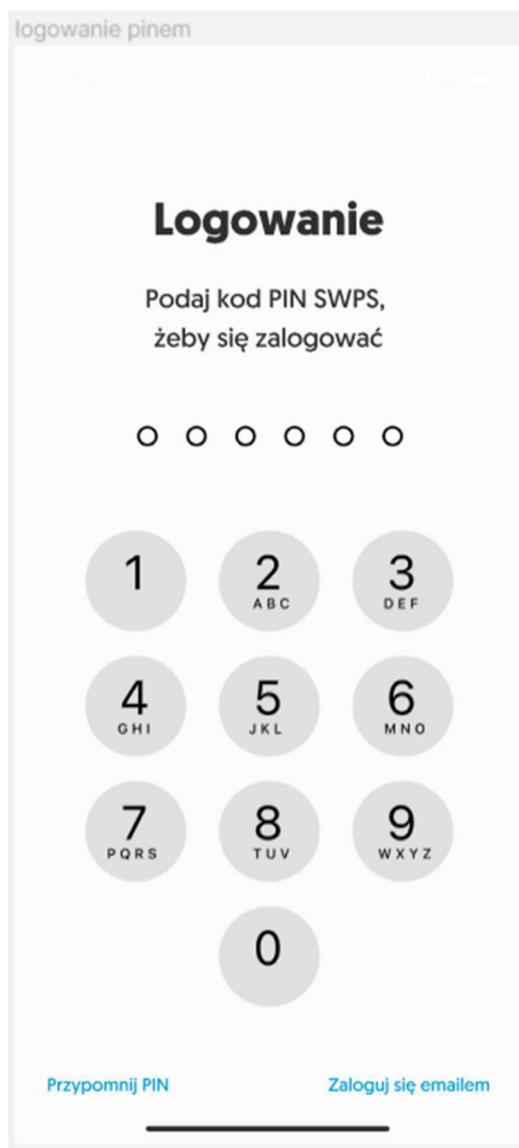 logowanie pinem
Logowanie
Podaj kod PIN SWPS,
żeby się zalogować
1 2 3
ABC DEF
4 5 6
GHI JKL MNO
7 8 9
PQRS TUV WXYZ
0
Przypomnij PIN Zaloguj się emailem